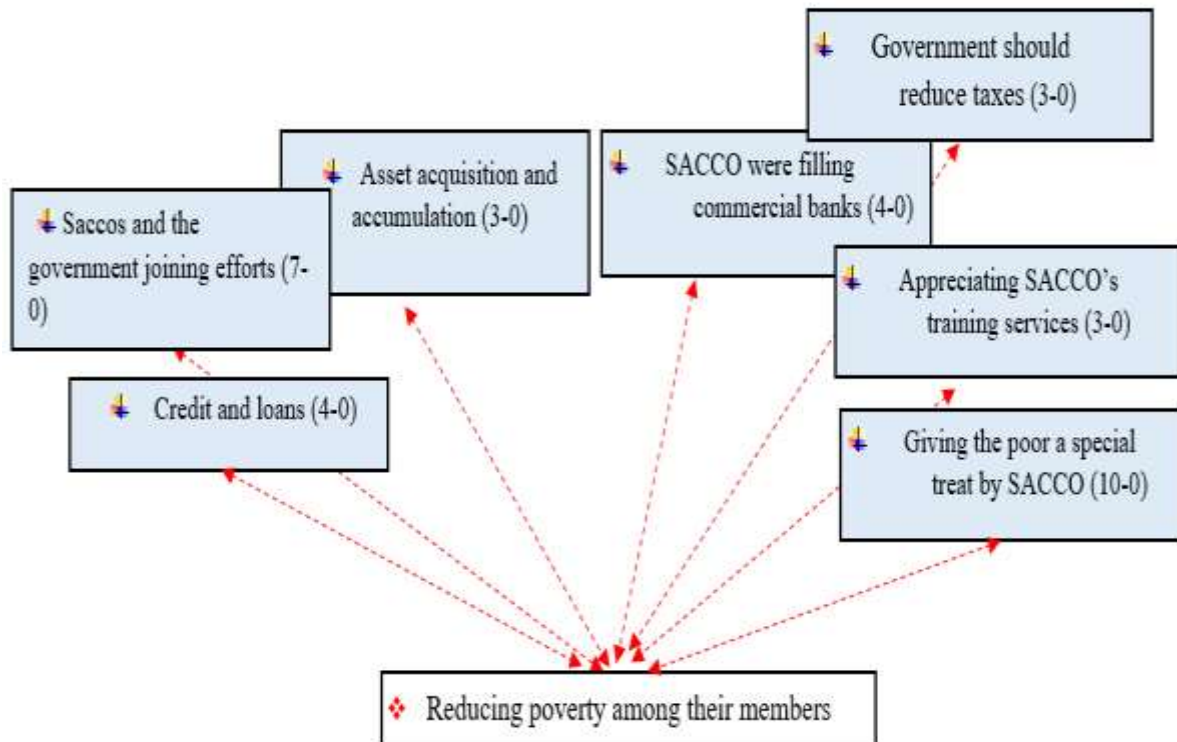 Government should
reduce taxes (3-0)
Asset acquisition and
accumulation (3-0)
SACCO were filling
commercial banks (4-0)
Saccos and the
government joining efforts (7-
0)
Appreciating SACCO’s
training services (3-0)
Credit and loans (4-0)
Giving the poor a special
treat by SACCO (10-0)
Reducing poverty among their members